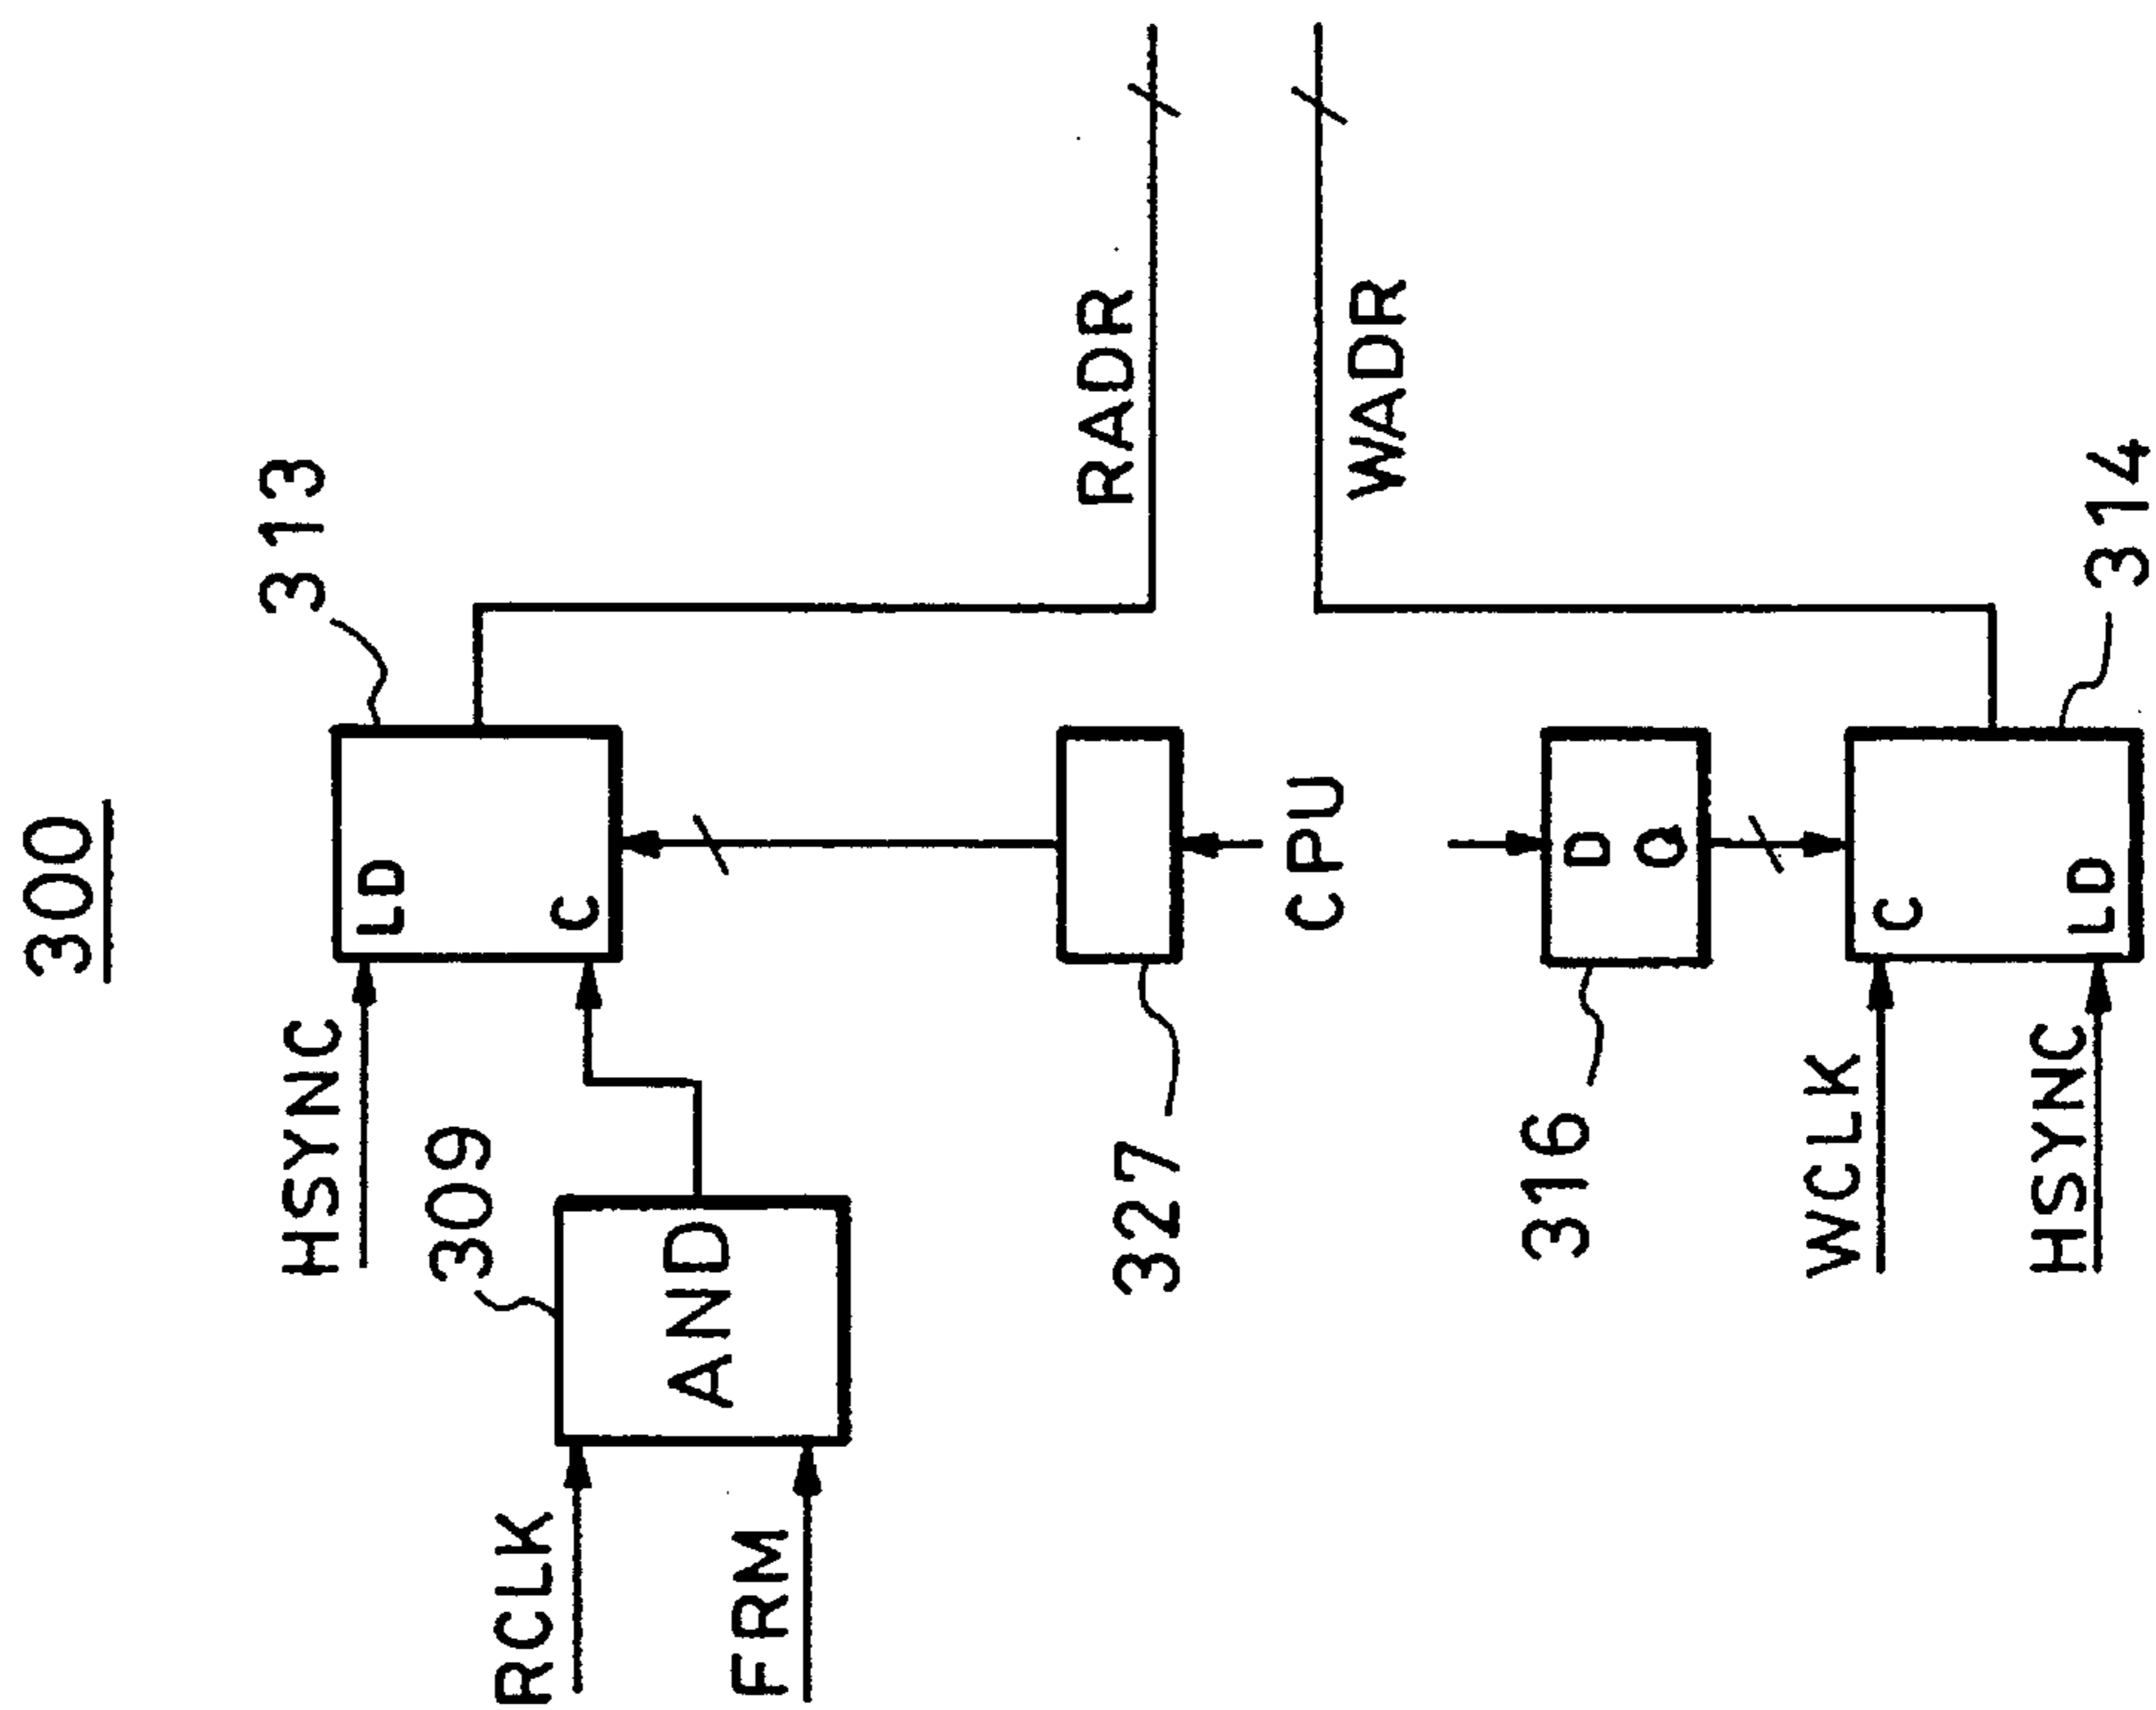 300
313
HSYNC
LD
309
RCLK
C
AND
FRM
RADR
327
CPU
WADR
316
D
Q
WCLK
C
HSYNC
LD
314